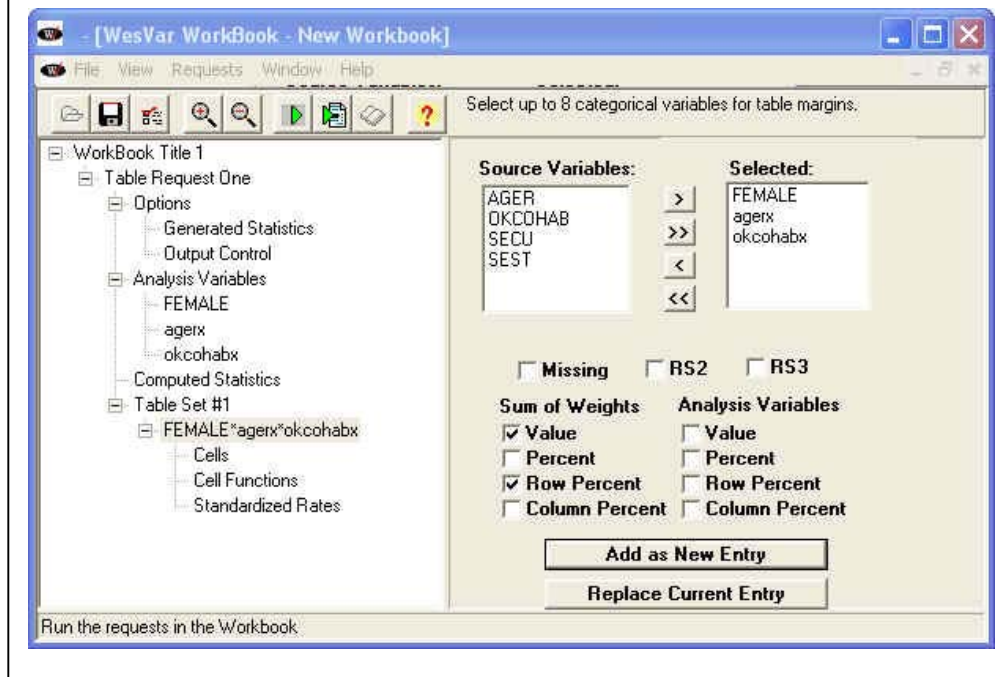 - [WesVar WorkBook - New Workbook]
File View Requests Window Help
Select up to 8 categorical variables for table margins.
WorkBook Title 1
Table Request One
Options
Generated Statistics
Output Control
Analysis Variables
FEMALE
agerx
okcohabx
Computed Statistics
Table Set #1
FEMALE*agerx*okcohabx
Cells
Cell Functions
Standardized Rates
Source Variables:
AGER
OKCOHAB
SECU
SEST
>
>>
<
<<
Selected:
FEMALE
agerx
okcohabx
Missing RS2 RS3
Sum of Weights Analysis Variables
Value Value
Percent Percent
Row Percent Row Percent
Column Percent Column Percent
Add as New Entry
Replace Current Entry
Run the requests in the Workbook